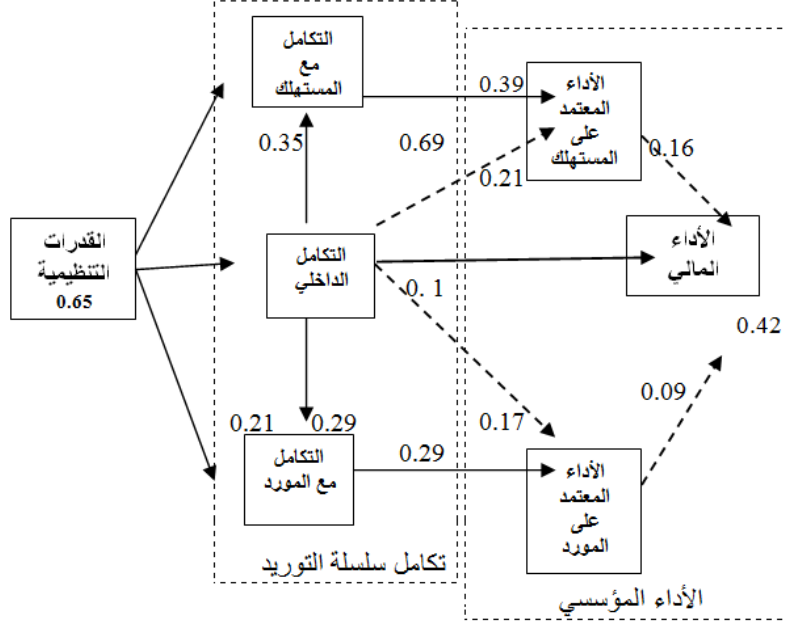 التكامل
مع
المستهلك
0.39
الأداء
المعتمد
على
المستهلك
0.35
0.69
0.21
0.16
القدرات
التنظيمية
0.65
التكامل
الداخلي
الأداء
المالي
0. 1
0.42
0.21
0.29
0.17
0.09
التكامل
مع المورد
0.29
الأداء
المعتمد
على
المورد
تكامل سلسلة التوريد
الأداء المؤسسي